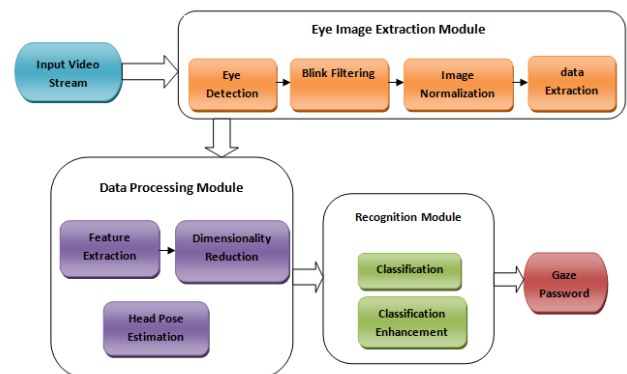 Eye Image Extraction Module
Input Video
Stream
Eye
Detection
Blink Filtering
Image
Normalization
data
Extraction
Data Processing Module
Feature
Extraction
Dimensionality
Reduction
Head Pose
Estimation
Recognition Module
Classification
Classification
Enhancement
Gaze
Password